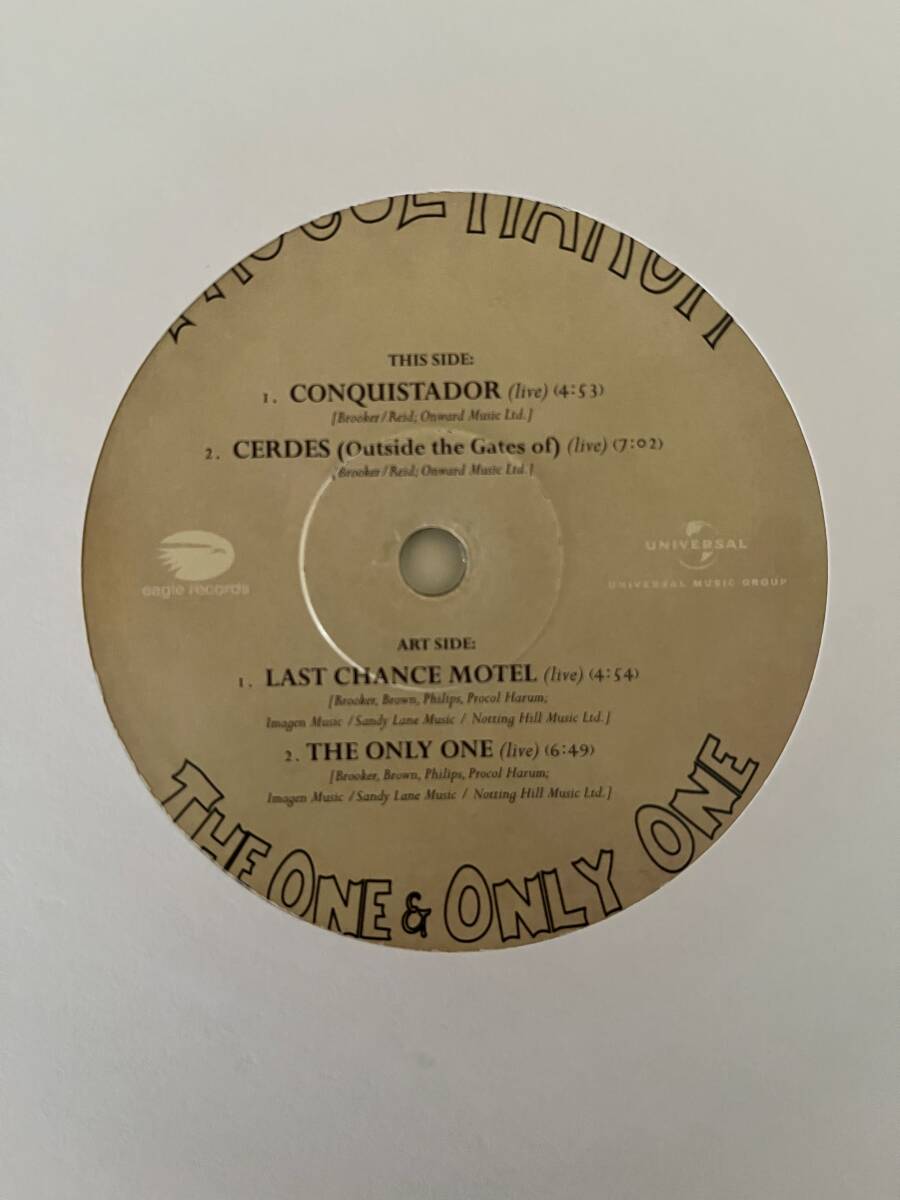 PROCOL HARUM
THIS SIDE:
1. CONQUISTADOR (live) (4:53)
[Brooker/Reid; Onward Music Ltd.]
2. CERDES (Outside the Gates of) (live) (7:02)
[Brooker/Reid; Onward Music Ltd.]
eagle records
UNIVERSAL
UNIVERSAL MUSIC GROUP
ART SIDE:
1. LAST CHANCE MOTEL (live) (4:54)
[Brooker, Brown, Philips, Procol Harum;
Imagen Music / Sandy Lane Music / Notting Hill Music Ltd.]
2. THE ONLY ONE (live) (6:49)
[Brooker, Brown, Philips, Procol Harum;
Imagen Music / Sandy Lane Music / Notting Hill Music Ltd.]
THE ONE & ONLY ONE